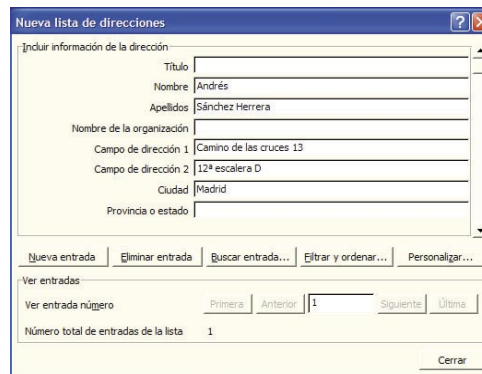 Nueva lista de direcciones
Incluir información de la dirección
Título
Nombre Andrés
Apellidos Sánchez Herrera
Nombre de la organización
Campo de dirección 1 Camino de las cruces 13
Campo de dirección 2 12ª escalera D
Ciudad Madrid
Provincia o estado
Nueva entrada Eliminar entrada Buscar entrada... Filtrar y ordenar... Personalizar...
Ver entradas
Ver entrada número Primera Anterior 1 Siguiente Última
Número total de entradas de la lista 1
Cerrar